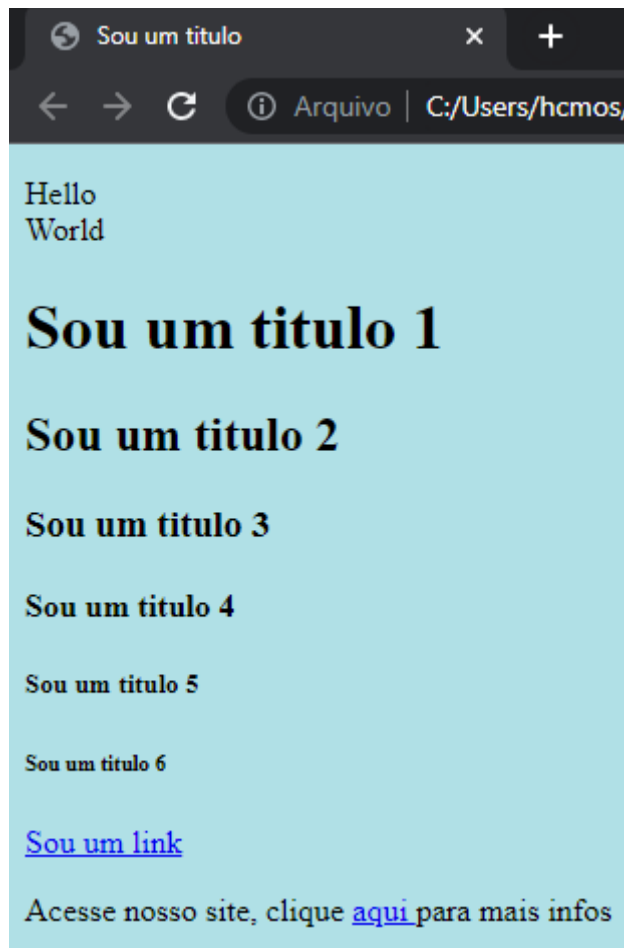 Sou um titulo
Arquivo | C:/Users/hcmos/
Hello
World
Sou um titulo 1
Sou um titulo 2
Sou um titulo 3
Sou um titulo 4
Sou um titulo 5
Sou um titulo 6
Sou um link
Acesse nosso site, clique aqui para mais infos